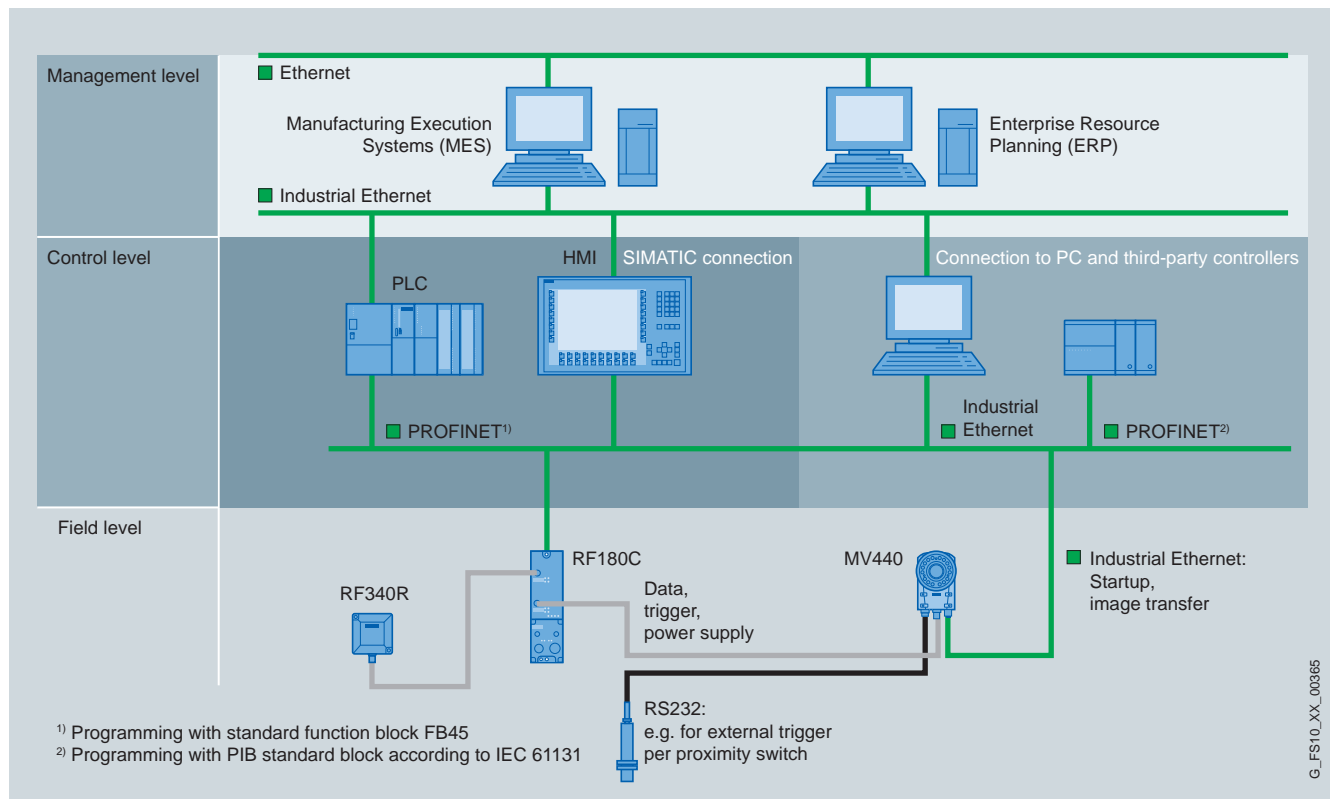 Management level
Ethernet
Manufacturing Execution
Systems (MES)
Enterprise Resource
Planning (ERP)
Industrial Ethernet
Control level
HMI
SIMATIC connection
Connection to PC and third-party controllers
PLC
Industrial
Ethernet
PROFINET1)
PROFINET2)
Field level
RF180C
MV440
Industrial Ethernet:
Startup,
image transfer
RF340R
Data,
trigger,
power supply
RS232:
e.g. for external trigger
per proximity switch
1) Programming with standard function block FB45
2) Programming with PIB standard block according to IEC 61131
G_FS10_XX_00365